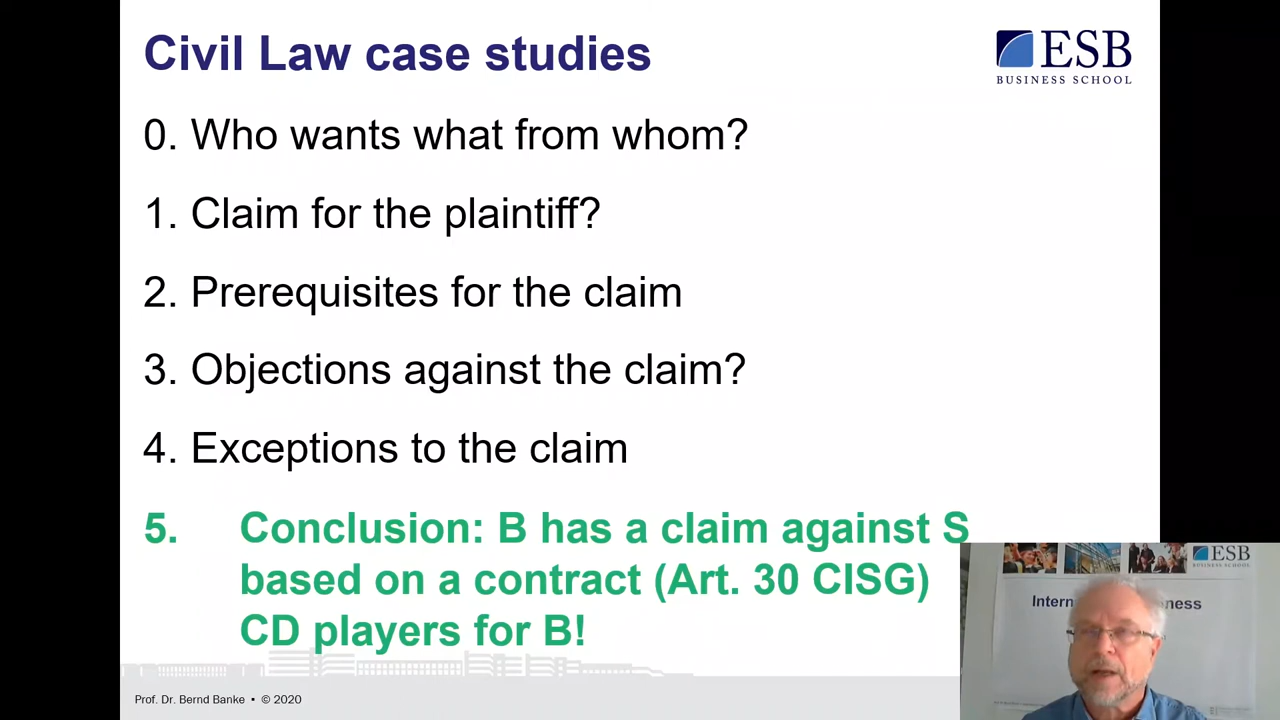 Civil Law case studies
ESB
BUSINESS SCHOOL
0. Who wants what from whom?
1. Claim for the plaintiff?
2. Prerequisites for the claim
3. Objections against the claim?
4. Exceptions to the claim
5. Conclusion: B has a claim against S
based on a contract (Art. 30 CISG)
CD players for B!
ESB
BUSINESS SCHOOL
Prof. Dr. Bernd Banke • © 2020